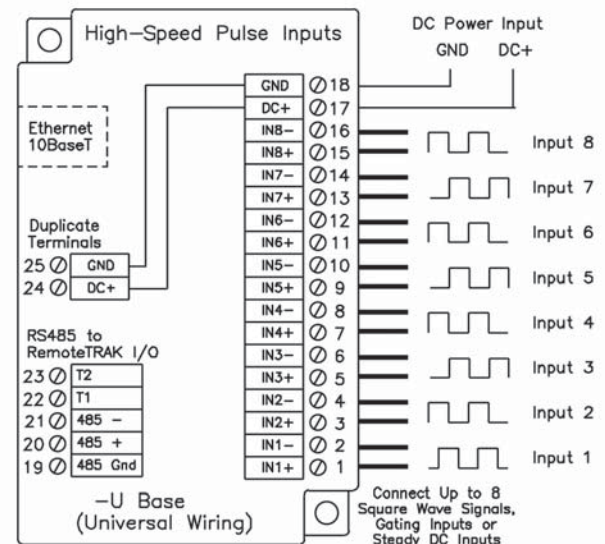 High-Speed Pulse Inputs
DC Power Input
GND DC+
GND 18
DC+ 17
IN8- 16
IN8+ 15
Input 8
IN7- 14
IN7+ 13
Input 7
IN6- 12
IN6+ 11
Input 6
IN5- 10
IN5+ 9
Input 5
IN4- 8
IN4+ 7
Input 4
IN3- 6
IN3+ 5
Input 3
IN2- 4
IN2+ 3
Input 2
IN1- 2
IN1+ 1
Input 1
Ethernet
10BaseT
Duplicate
Terminals
25 GND
24 DC+
RS485 to
RemoteTRAK I/O
23 T2
22 T1
21 485 -
20 485 +
19 485 Gnd
-U Base
(Universal Wiring)
Connect Up to 8
Square Wave Signals,
Gating Inputs or
Steady DC Inputs